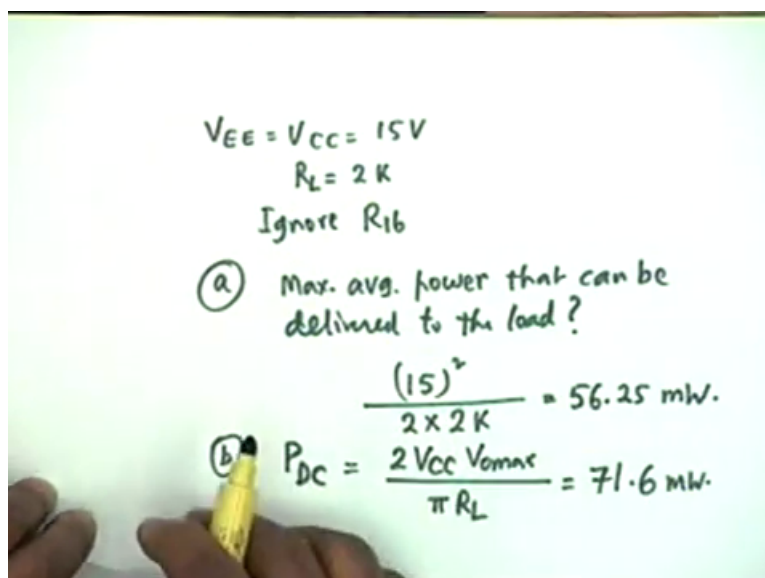 VEE = VCC = 15V
RL = 2 K
Ignore R16
(a) Max. avg. power that can be
delivered to the load?
(15)² / 2 x 2K = 56.25 mW.
(b) PDC = 2 VCC Vomax / π RL = 71.6 mW.